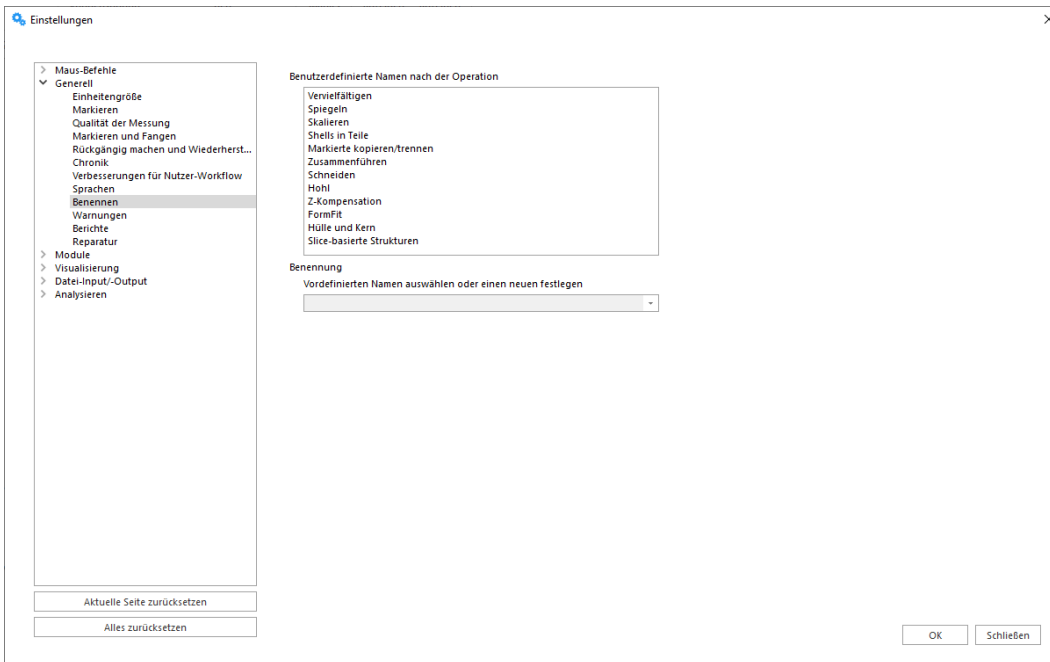 Einstellungen
Maus-Befehle
Generell
Einheitengröße
Markieren
Qualität der Messung
Markieren und Fangen
Rückgängig machen und Wiederherst...
Chronik
Verbesserungen für Nutzer-Workflow
Sprachen
Benennen
Warnungen
Berichte
Reparatur
Module
Visualisierung
Datei-Input/-Output
Analysieren
Aktuelle Seite zurücksetzen
Alles zurücksetzen
Benutzerdefinierte Namen nach der Operation
Vervielfältigen
Spiegeln
Skalieren
Shells in Teile
Markierte kopieren/trennen
Zusammenführen
Schneiden
Hohl
Z-Kompensation
FormFit
Hülle und Kern
Slice-basierte Strukturen
Benennung
Vordefinierten Namen auswählen oder einen neuen festlegen
OK
Schließen